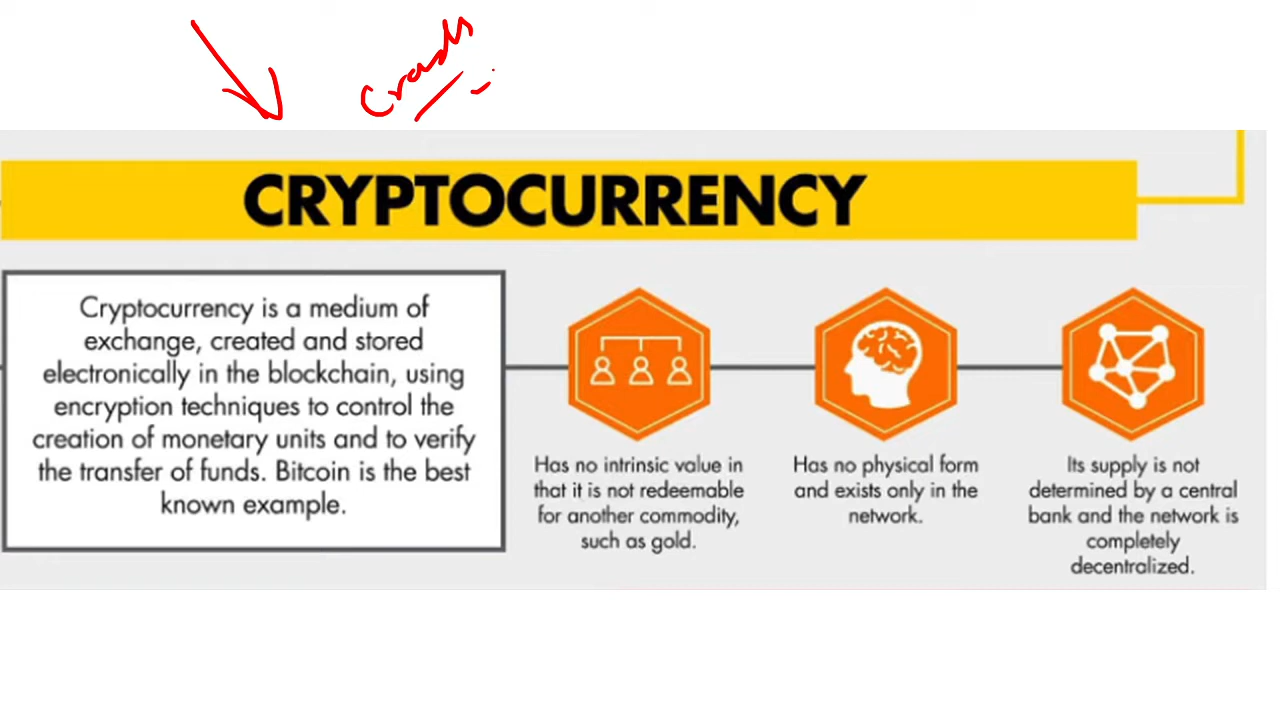 CRYPTOCURRENCY
Cryptocurrency is a medium of
exchange, created and stored
electronically in the blockchain, using
encryption techniques to control the
creation of monetary units and to verify
the transfer of funds. Bitcoin is the best
known example.
Has no intrinsic value in
that it is not redeemable
for another commodity,
such as gold.
Has no physical form
and exists only in the
network.
Its supply is not
determined by a central
bank and the network is
completely
decentralized.